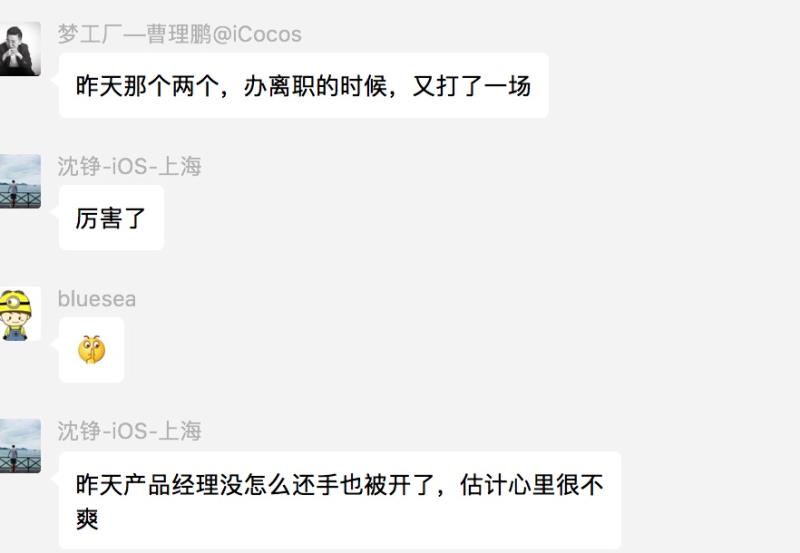 梦工厂—曹理鹏@iCocos
昨天那个两个，办离职的时候，又打了一场
沈铮-iOS-上海
厉害了
bluesea
沈铮-iOS-上海
昨天产品经理没怎么还手也被开了，估计心里很不
爽